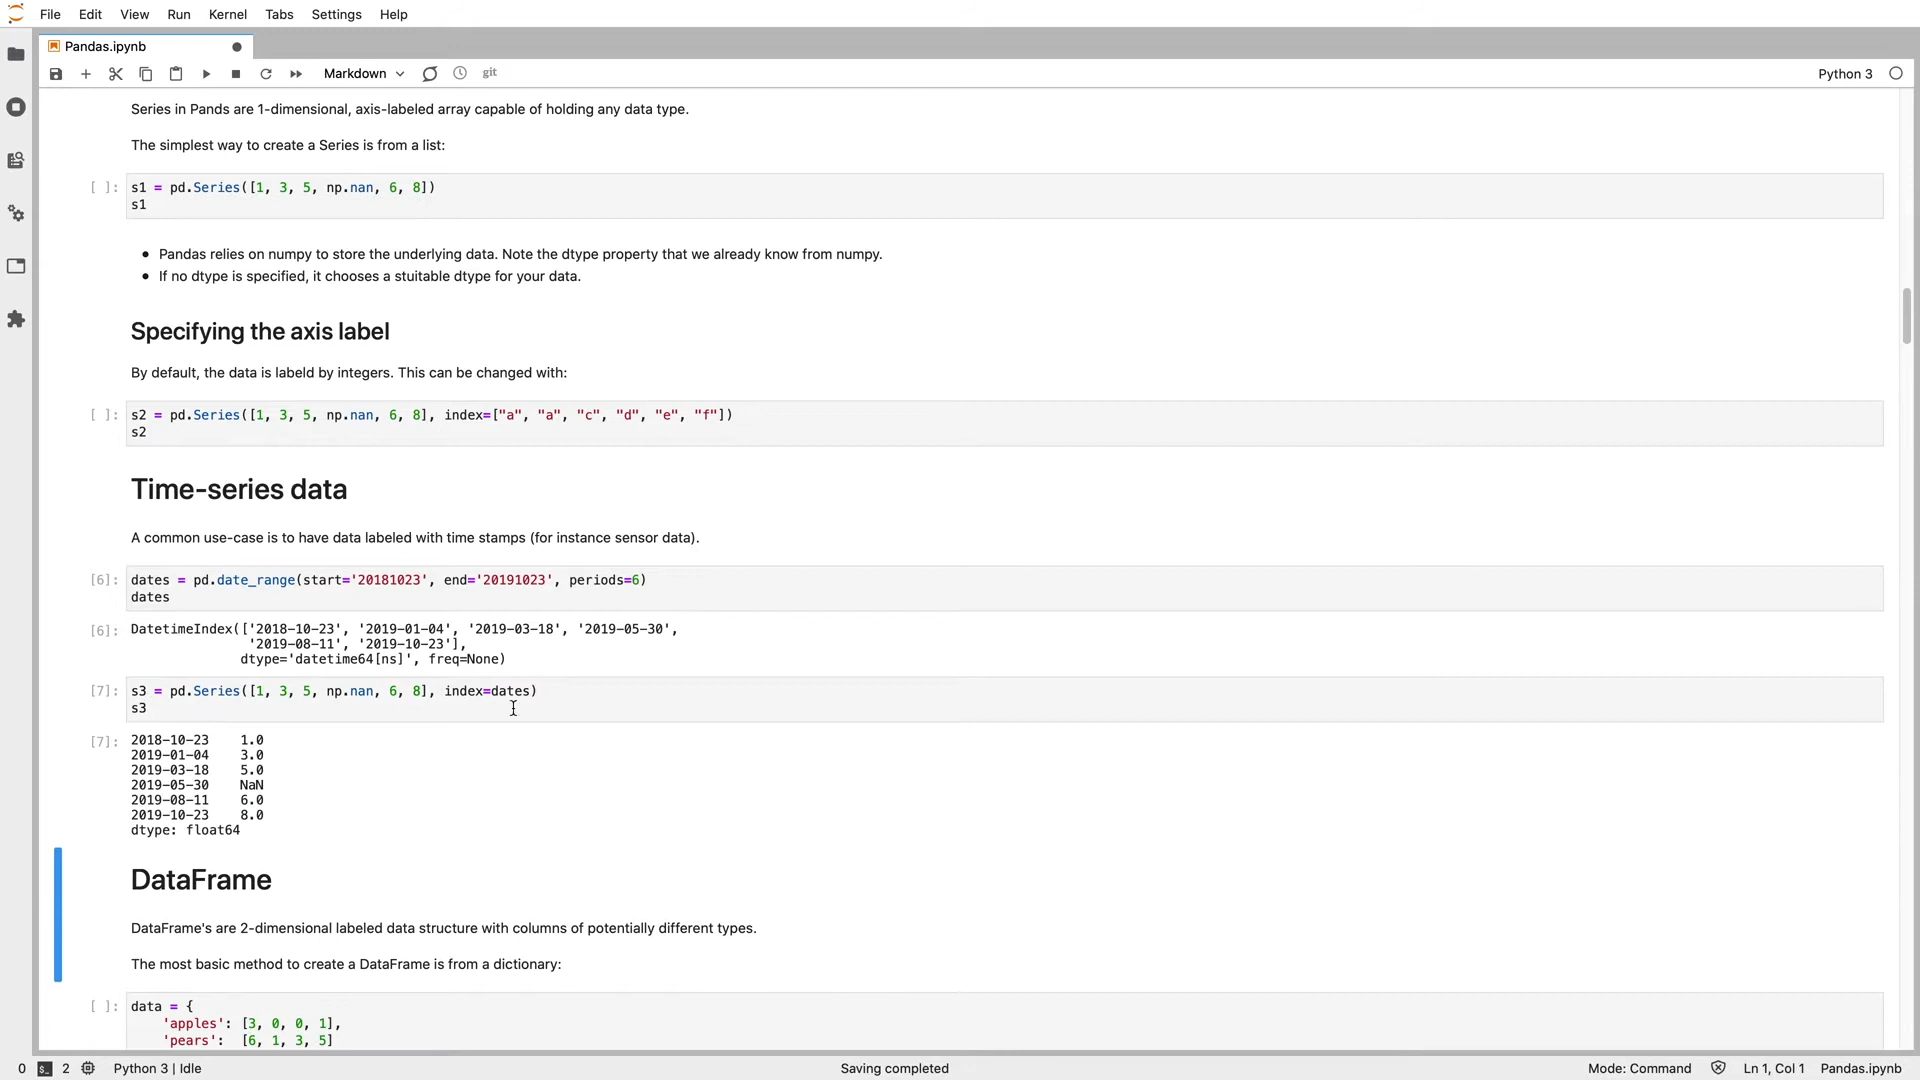 File Edit View Run Kernel Tabs Settings Help
Pandas.ipynb
Markdown git Python 3
Series in Pands are 1-dimensional, axis-labeled array capable of holding any data type.
The simplest way to create a Series is from a list:
[ ]: s1 = pd.Series([1, 3, 5, np.nan, 6, 8])
s1
• Pandas relies on numpy to store the underlying data. Note the dtype property that we already know from numpy.
• If no dtype is specified, it chooses a stuitable dtype for your data.
Specifying the axis label
By default, the data is labeld by integers. This can be changed with:
[ ]: s2 = pd.Series([1, 3, 5, np.nan, 6, 8], index=["a", "a", "c", "d", "e", "f"])
s2
Time-series data
A common use-case is to have data labeled with time stamps (for instance sensor data).
[6]: dates = pd.date_range(start='20181023', end='20191023', periods=6)
dates
[6]: DatetimeIndex(['2018-10-23', '2019-01-04', '2019-03-18', '2019-05-30',
'2019-08-11', '2019-10-23'],
dtype='datetime64[ns]', freq=None)
[7]: s3 = pd.Series([1, 3, 5, np.nan, 6, 8], index=dates)
s3
[7]: 2018-10-23 1.0
2019-01-04 3.0
2019-03-18 5.0
2019-05-30 NaN
2019-08-11 6.0
2019-10-23 8.0
dtype: float64
DataFrame
DataFrame's are 2-dimensional labeled data structure with columns of potentially different types.
The most basic method to create a DataFrame is from a dictionary:
[ ]: data = {
'apples': [3, 0, 0, 1],
'pears': [6, 1, 3, 5]
0 $_ 2 Python 3 | Idle Saving completed Mode: Command Ln 1, Col 1 Pandas.ipynb